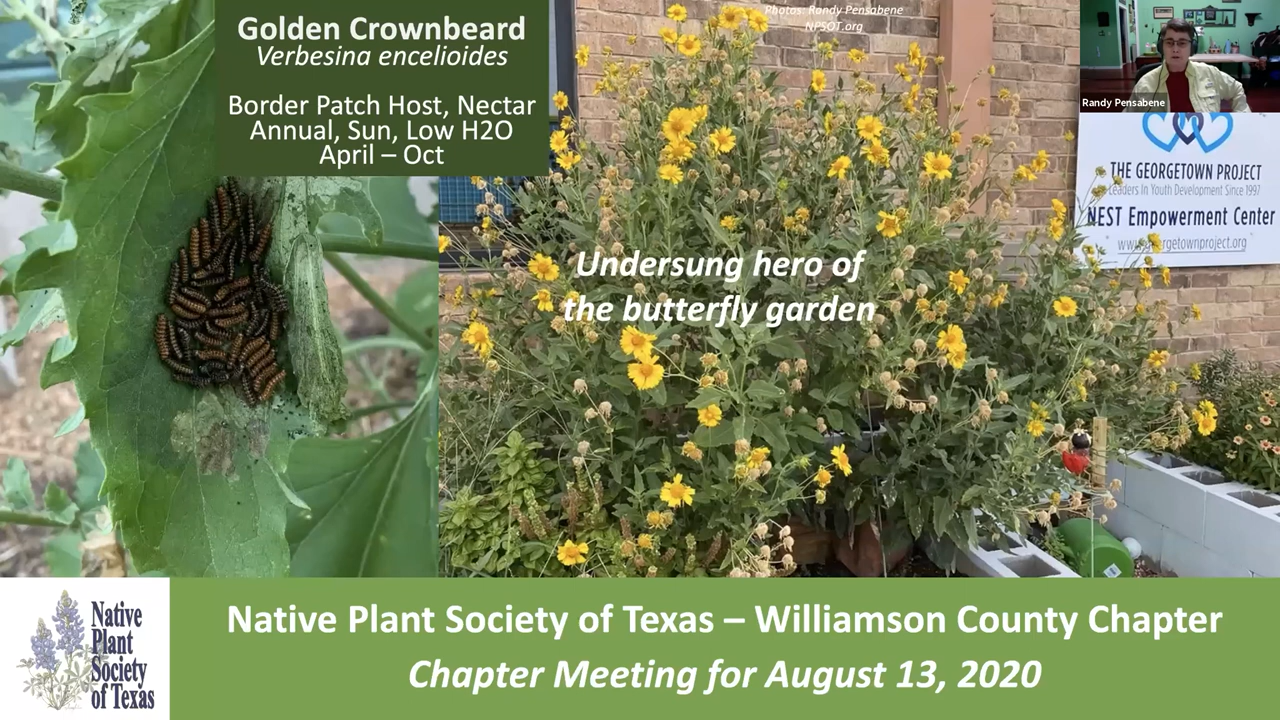 Golden Crownbeard
Verbesina encelioides
Border Patch Host, Nectar
Annual, Sun, Low H2O
April – Oct
Photos: Randy Pensabene
NPSOT.org
Randy Pensabene
THE GEORGETOWN PROJECT
Leaders In Youth Development Since 1997
NEST Empowerment Center
www.georgetownproject.org
Undersung hero of
the butterfly garden
Native
Plant
Society
of Texas
Native Plant Society of Texas – Williamson County Chapter
Chapter Meeting for August 13, 2020